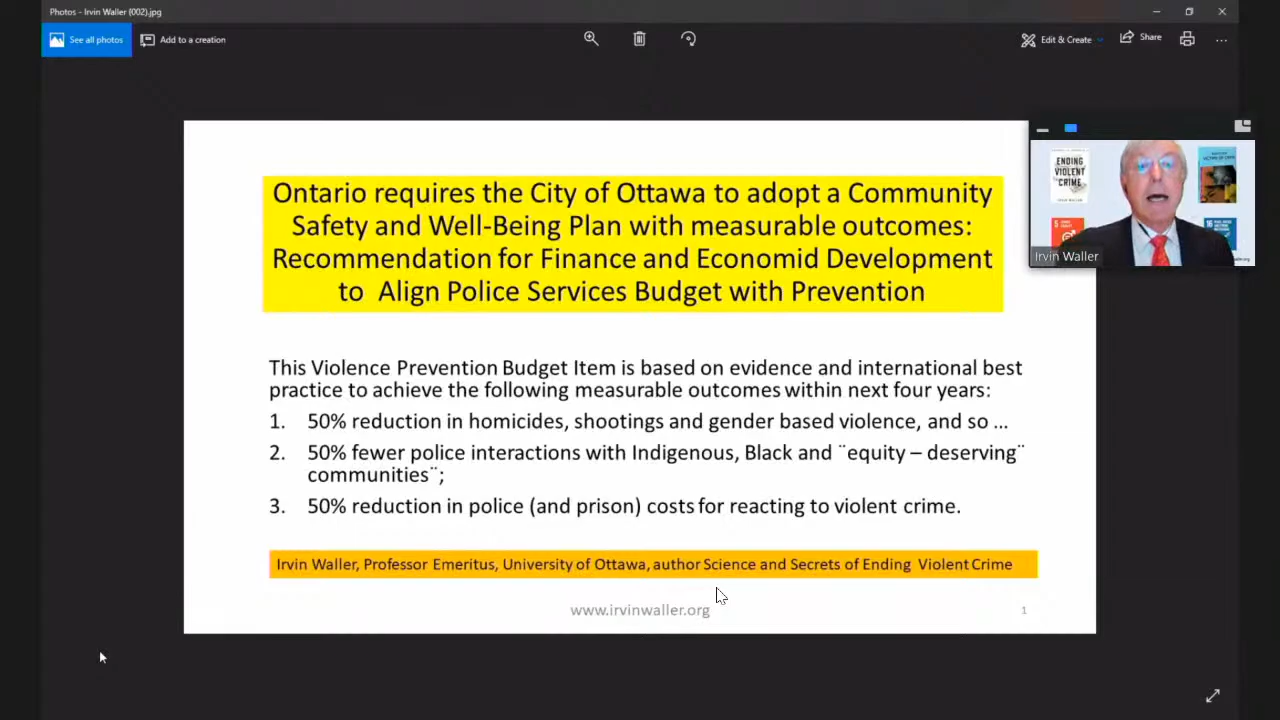 Photos - Irvin Waller (002).jpg
See all photos
Add to a creation
Edit & Create
Share
Ontario requires the City of Ottawa to adopt a Community
Safety and Well-Being Plan with measurable outcomes:
Recommendation for Finance and Economid Development
to Align Police Services Budget with Prevention
ENDING
VIOLENT
CRIME
Irvin Waller
This Violence Prevention Budget Item is based on evidence and international best
practice to achieve the following measurable outcomes within next four years:
1. 50% reduction in homicides, shootings and gender based violence, and so ...
2. 50% fewer police interactions with Indigenous, Black and ¨equity – deserving¨
communities¨;
3. 50% reduction in police (and prison) costs for reacting to violent crime.
Irvin Waller, Professor Emeritus, University of Ottawa, author Science and Secrets of Ending Violent Crime
www.irvinwaller.org
1